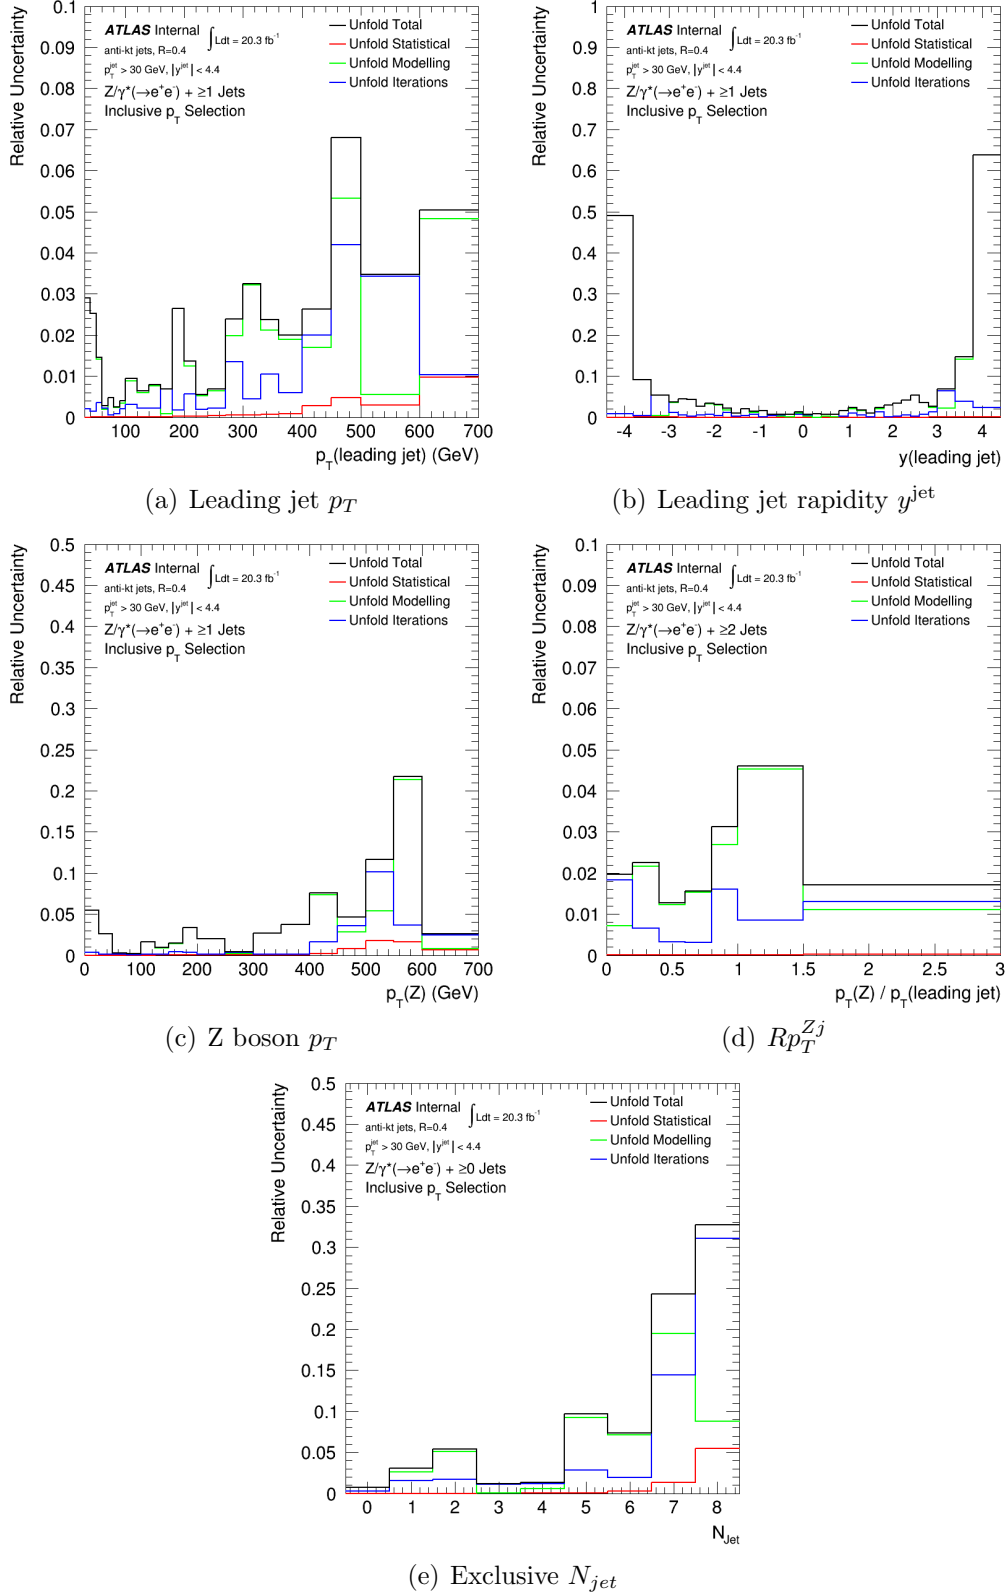 Relative Uncertainty
0.1
0.09
0.08
0.07
0.06
0.05
0.04
0.03
0.02
0.01
0
ATLAS Internal ∫Ldt = 20.3 fb⁻¹
anti-kt jets, R=0.4
p_T^jet > 30 GeV, |y^jet| < 4.4
Z/γ*(→e⁺e⁻) + ≥1 Jets
Inclusive p_T Selection
Unfold Total
Unfold Statistical
Unfold Modelling
Unfold Iterations
100 200 300 400 500 600 700
p_T(leading jet) (GeV)
(a) Leading jet p_T
Relative Uncertainty
1
0.9
0.8
0.7
0.6
0.5
0.4
0.3
0.2
0.1
0
ATLAS Internal ∫Ldt = 20.3 fb⁻¹
anti-kt jets, R=0.4
p_T^jet > 30 GeV, |y^jet| < 4.4
Z/γ*(→e⁺e⁻) + ≥1 Jets
Inclusive p_T Selection
Unfold Total
Unfold Statistical
Unfold Modelling
Unfold Iterations
-4 -3 -2 -1 0 1 2 3 4
y(leading jet)
(b) Leading jet rapidity y^jet
Relative Uncertainty
0.5
0.45
0.4
0.35
0.3
0.25
0.2
0.15
0.1
0.05
0
ATLAS Internal ∫Ldt = 20.3 fb⁻¹
anti-kt jets, R=0.4
p_T^jet > 30 GeV, |y^jet| < 4.4
Z/γ*(→e⁺e⁻) + ≥1 Jets
Inclusive p_T Selection
Unfold Total
Unfold Statistical
Unfold Modelling
Unfold Iterations
0 100 200 300 400 500 600 700
p_T(Z) (GeV)
(c) Z boson p_T
Relative Uncertainty
0.1
0.09
0.08
0.07
0.06
0.05
0.04
0.03
0.02
0.01
0
ATLAS Internal ∫Ldt = 20.3 fb⁻¹
anti-kt jets, R=0.4
p_T^jet > 30 GeV, |y^jet| < 4.4
Z/γ*(→e⁺e⁻) + ≥2 Jets
Inclusive p_T Selection
Unfold Total
Unfold Statistical
Unfold Modelling
Unfold Iterations
0 0.5 1 1.5 2 2.5 3
p_T(Z) / p_T(leading jet)
(d) Rp_T^Zj
Relative Uncertainty
0.5
0.45
0.4
0.35
0.3
0.25
0.2
0.15
0.1
0.05
0
ATLAS Internal ∫Ldt = 20.3 fb⁻¹
anti-kt jets, R=0.4
p_T^jet > 30 GeV, |y^jet| < 4.4
Z/γ*(→e⁺e⁻) + ≥0 Jets
Inclusive p_T Selection
Unfold Total
Unfold Statistical
Unfold Modelling
Unfold Iterations
0 1 2 3 4 5 6 7 8
N_Jet
(e) Exclusive N_jet